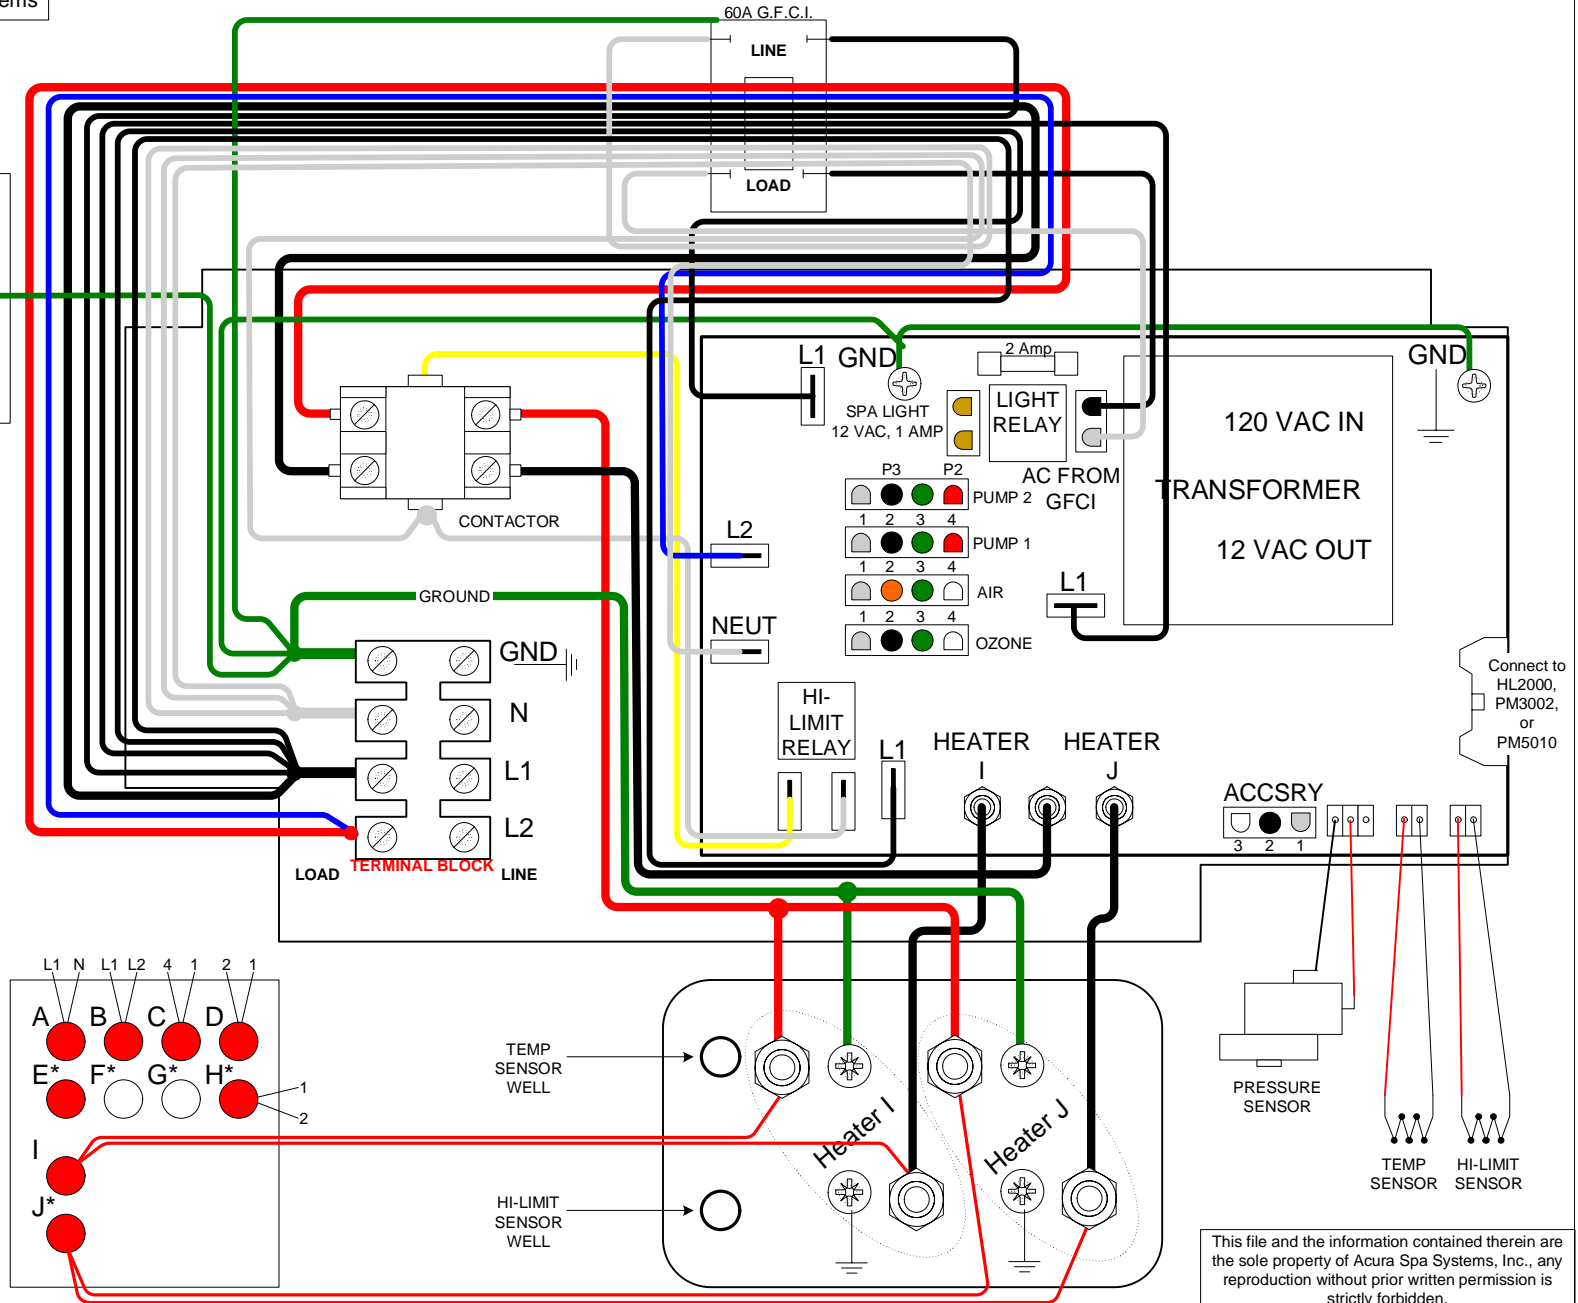 ems
60A G.F.C.I.
LINE
LOAD
L1
GND
2 Amp
GND
SPA LIGHT
12 VAC, 1 AMP
LIGHT
RELAY
120 VAC IN
AC FROM
GFCI
TRANSFORMER
12 VAC OUT
P3 P2
PUMP 2
1 2 3 4
PUMP 1
1 2 3 4
AIR
1 2 3 4
OZONE
CONTACTOR
L2
L1
NEUT
GROUND
GND
N
L1
L2
LOAD
TERMINAL BLOCK
LINE
HI-
LIMIT
RELAY
L1
HEATER
I
HEATER
J
Connect to
HL2000,
PM3002,
or
PM5010
ACCSRY
3 2 1
L1 N L1 L2 4 1 2 1
A B C D
E* F* G* H*
1
2
I
J*
TEMP
SENSOR
WELL
HI-LIMIT
SENSOR
WELL
Heater I
Heater J
PRESSURE
SENSOR
TEMP
SENSOR
HI-LIMIT
SENSOR
This file and the information contained therein are
the sole property of Acura Spa Systems, Inc., any
reproduction without prior written permission is
strictly forbidden.